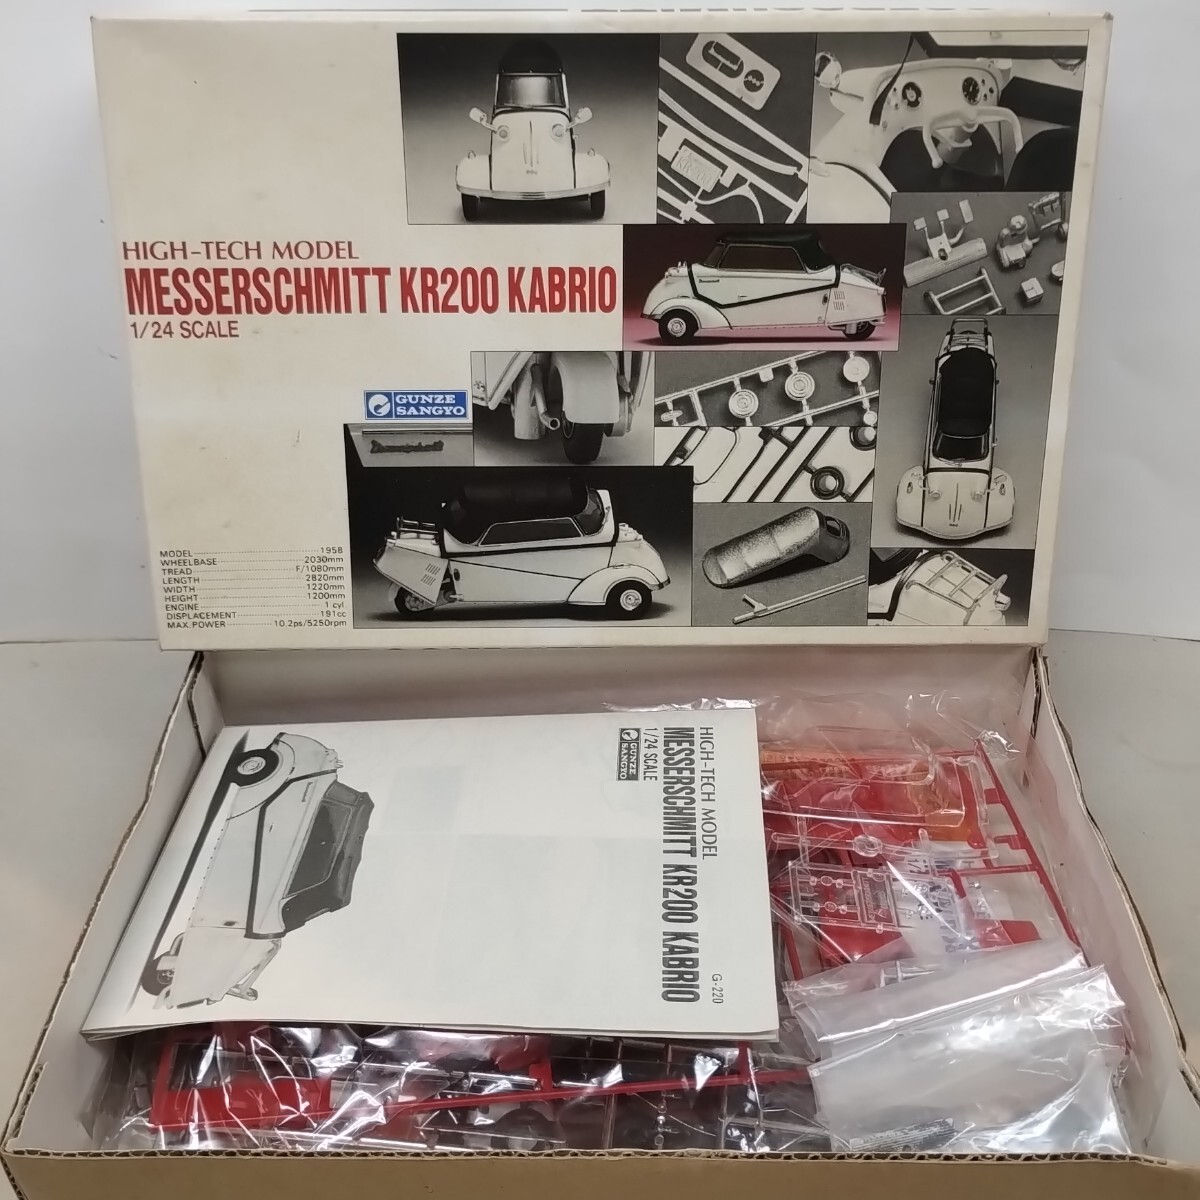 HIGH-TECH MODEL
MESSERSCHMITT KR200 KABRIO
1/24 SCALE
GUNZE
SANGYO
MODEL 1958
WHEELBASE 2030mm
TREAD F/1080mm
LENGTH 2820mm
WIDTH 1220mm
HEIGHT 1200mm
ENGINE 1 cyl
DISPLACEMENT 191cc
MAX.POWER 10.2ps/5250rpm
HIGH-TECH MODEL
MESSERSCHMITT KR200 KABRIO
1/24 SCALE
GUNZE
SANGYO
G-220